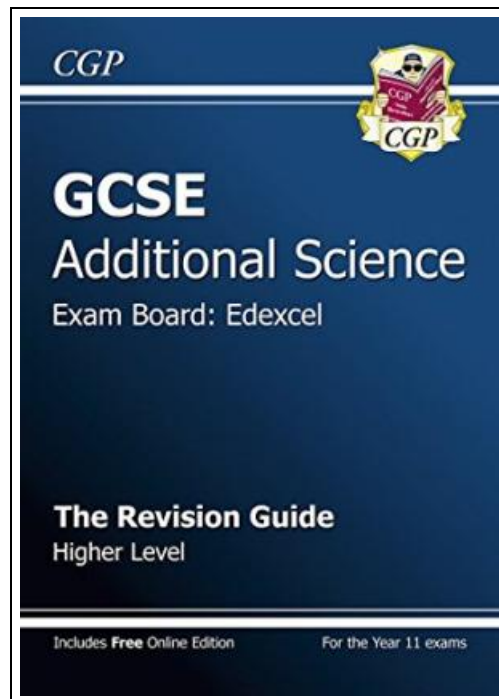 CGP
CGP
CGP
GCSE
Additional Science
Exam Board: Edexcel
The Revision Guide
Higher Level
Includes Free Online Edition For the Year 11 exams